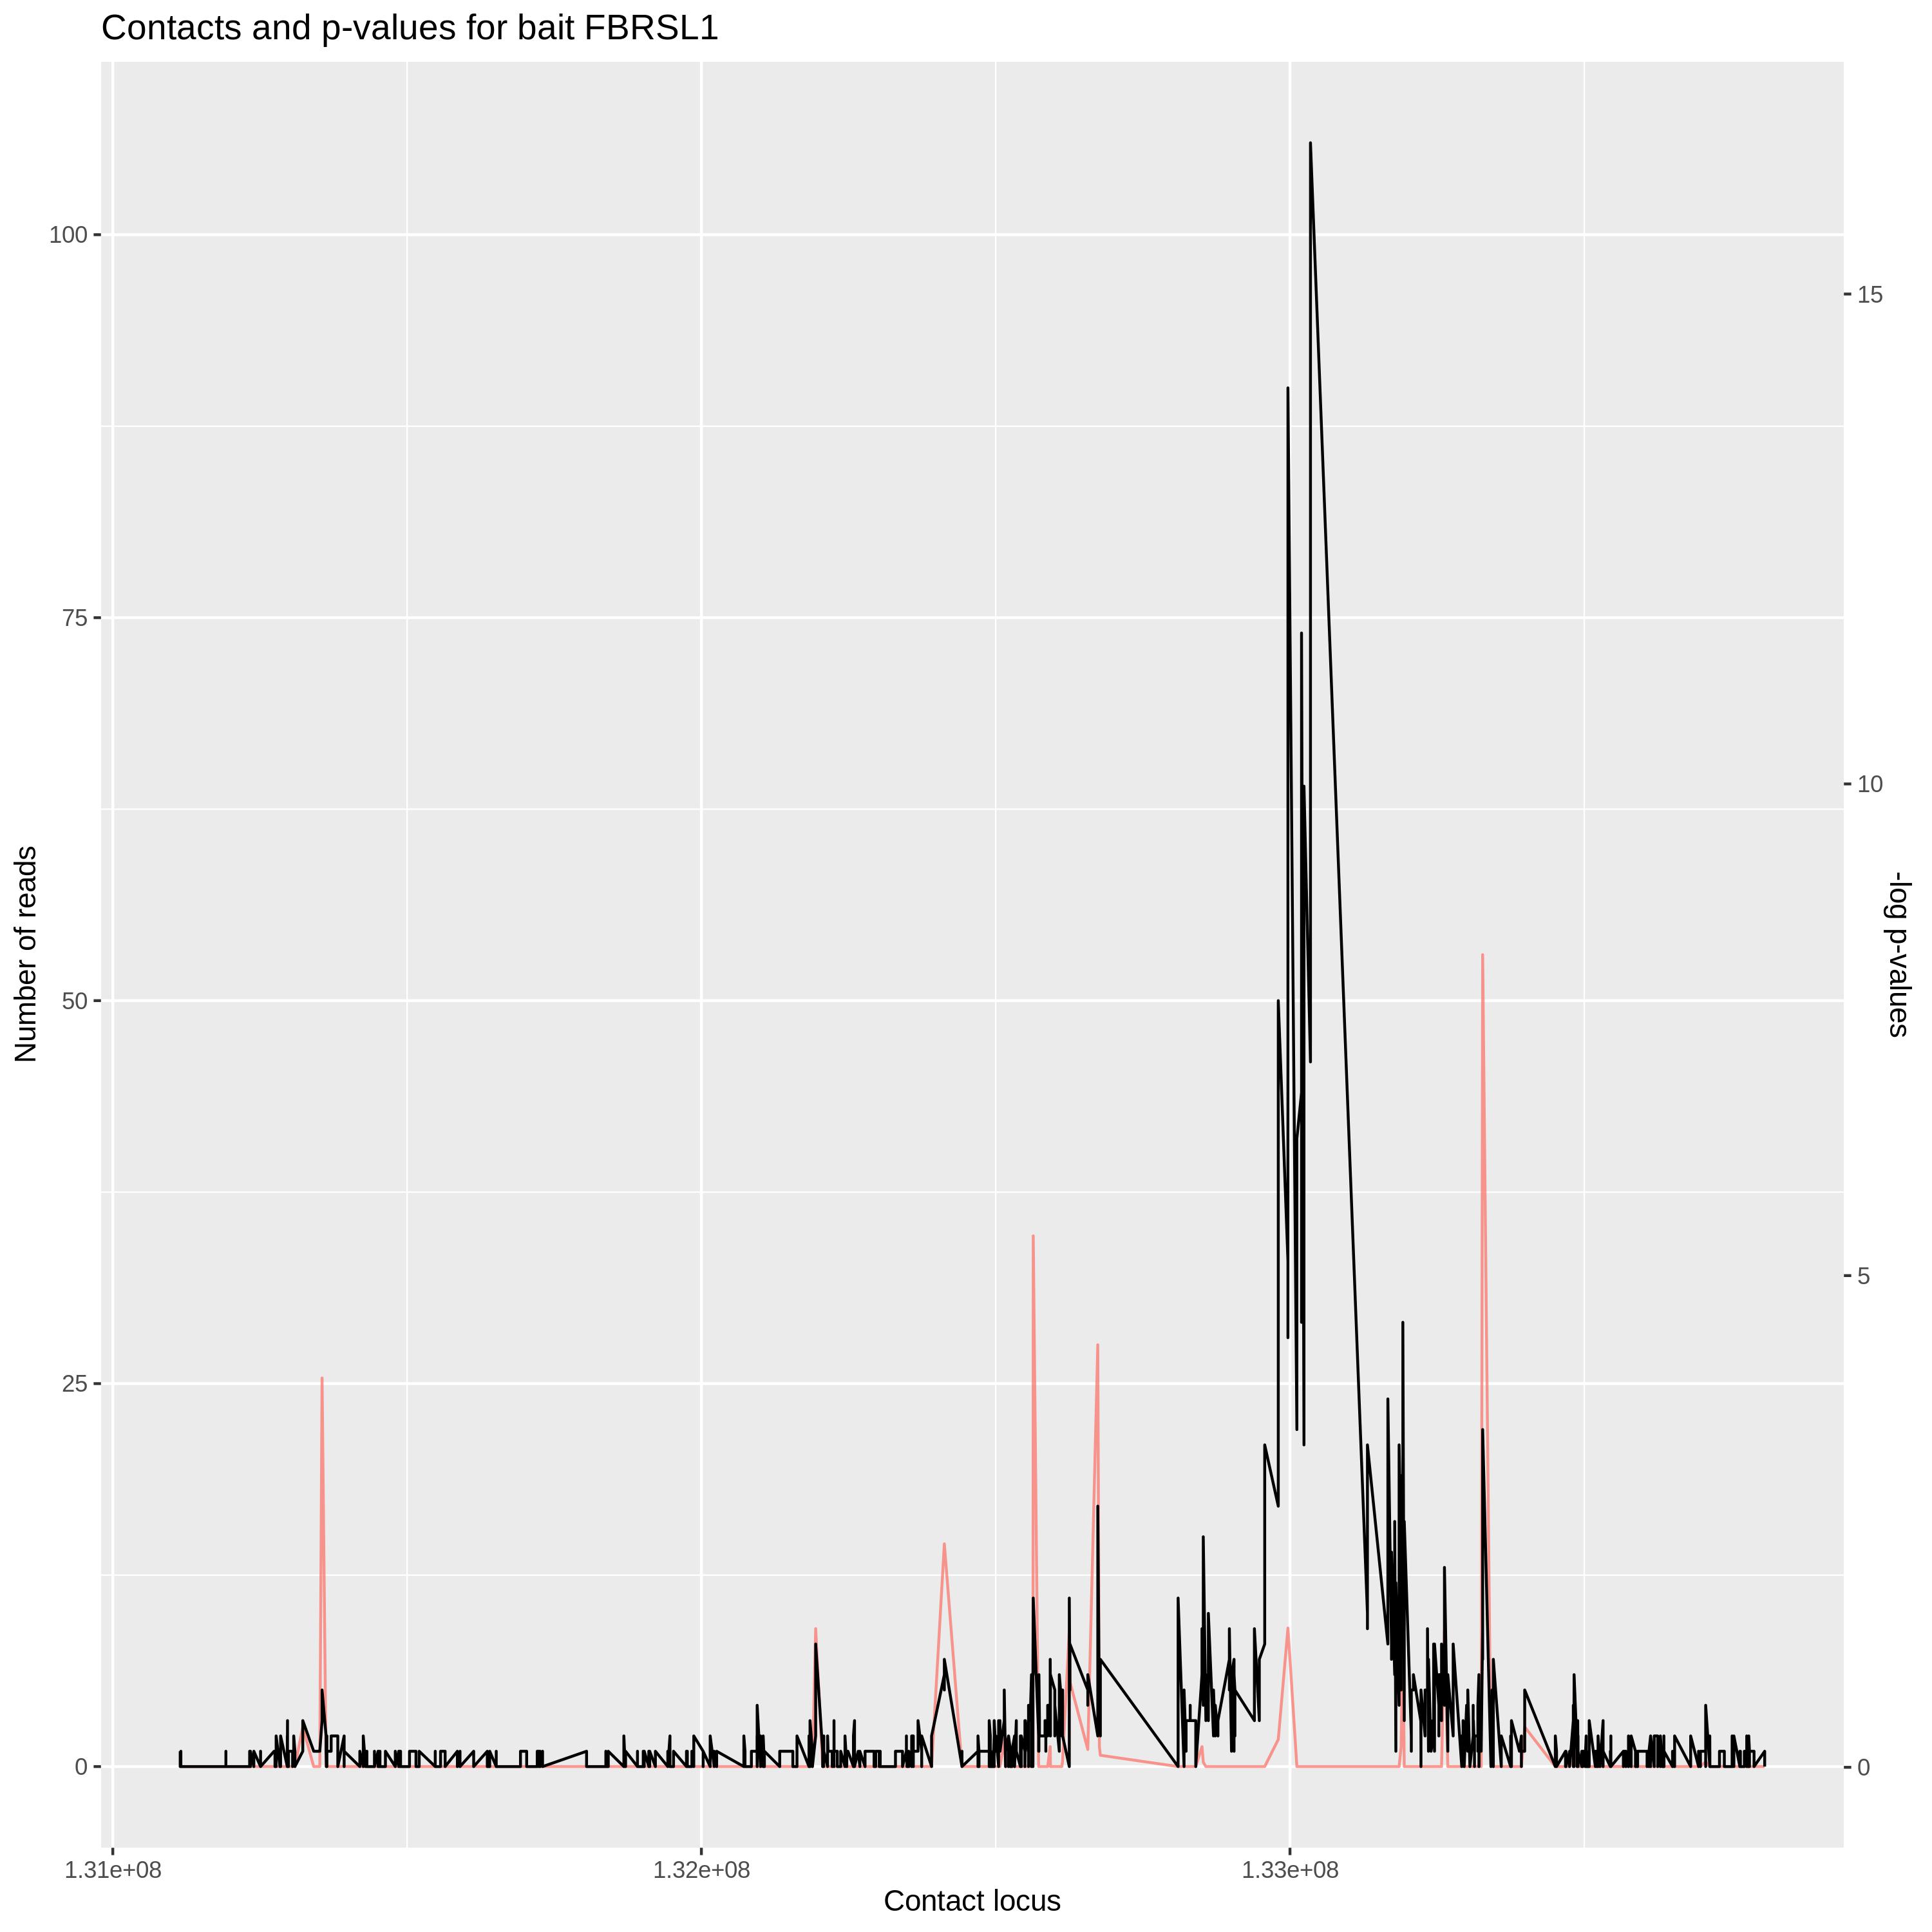 Contacts and p-values for bait FBRSL1
100
75
50
25
0
Number of reads
15
10
5
0
-log p-values
1.31e+08
1.32e+08
1.33e+08
Contact locus